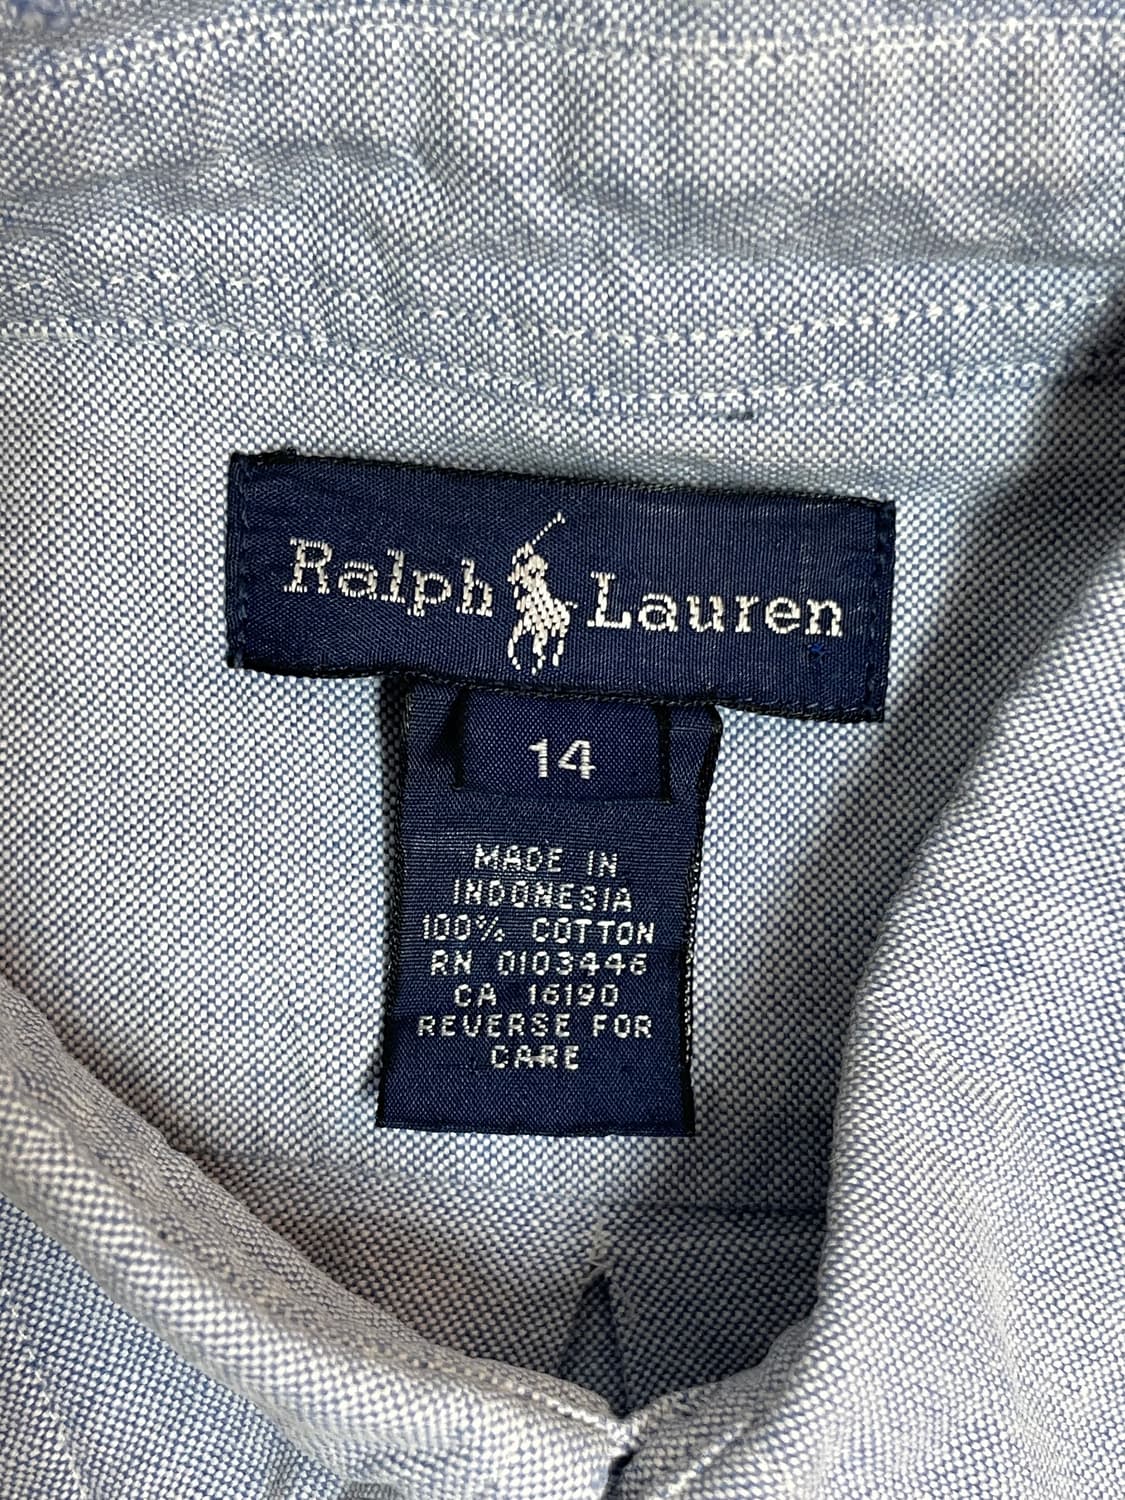 Ralph Lauren
14
MADE IN
INDONESIA
100% COTTON
RN 0103446
CA 16190
REVERSE FOR
CARE